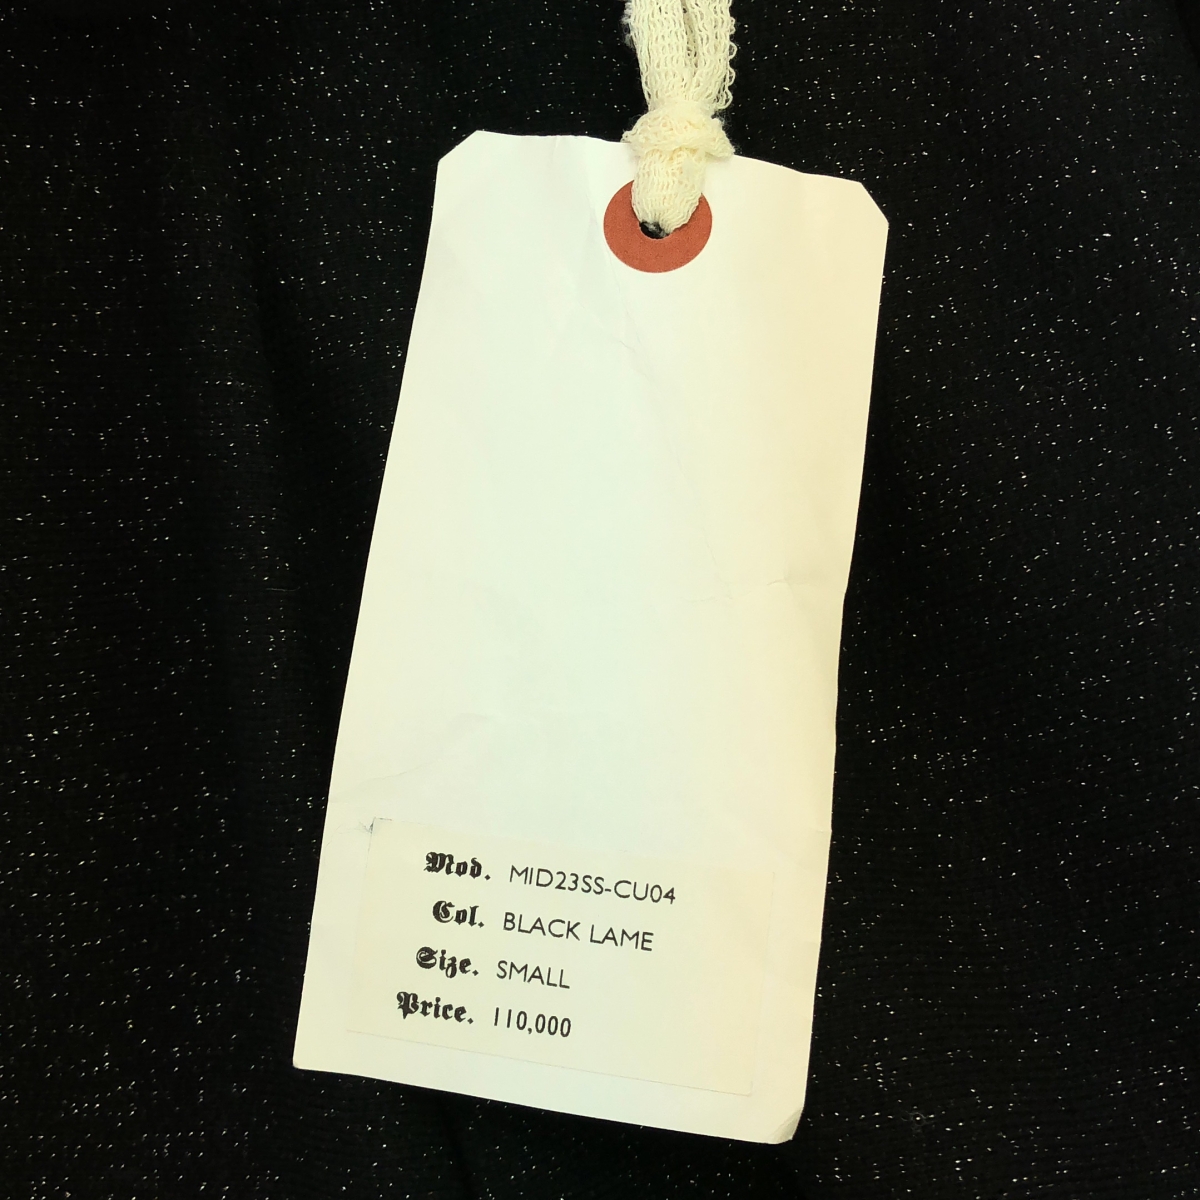 Mod. MID23SS-CU04
Col. BLACK LAME
Size. SMALL
Price. 110,000